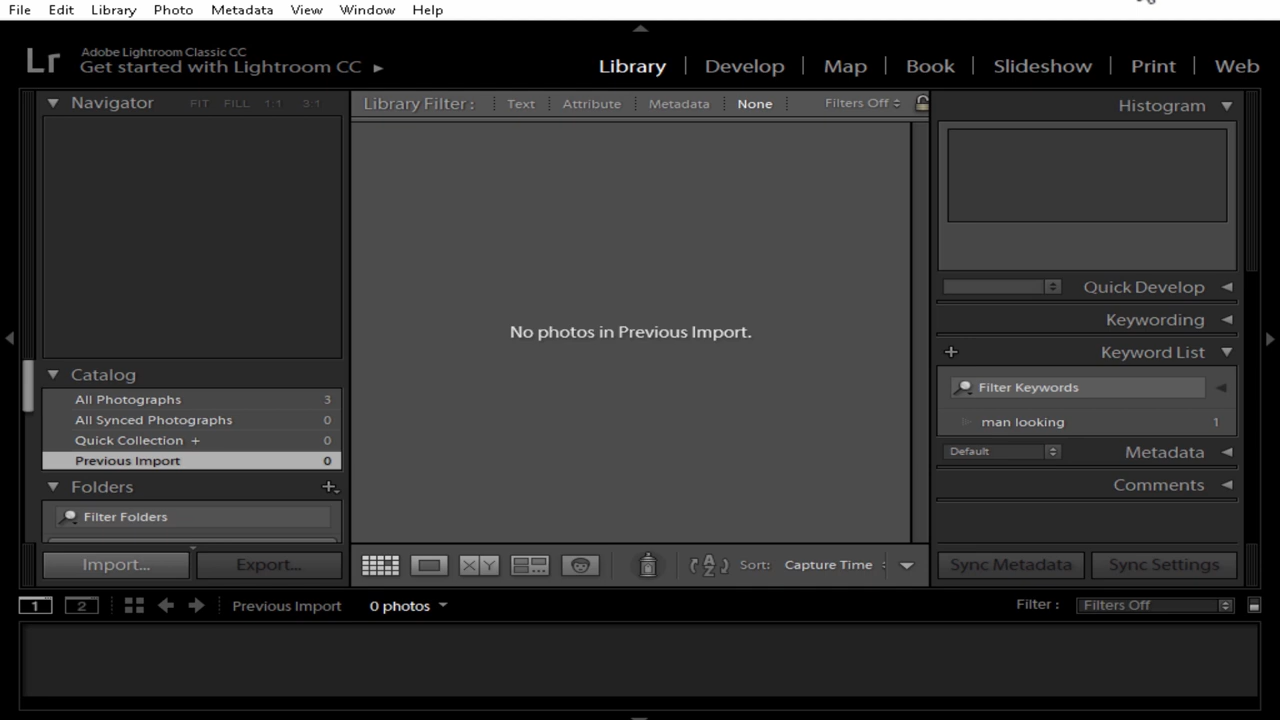 File Edit Library Photo Metadata View Window Help
Lr
Adobe Lightroom Classic CC
Get started with Lightroom CC ▶
Library | Develop | Map | Book | Slideshow | Print | Web
Navigator FIT FILL 1:1 3:1
Library Filter : Text Attribute Metadata None Filters Off
Histogram
Quick Develop
Keywording
No photos in Previous Import.
+ Keyword List
Catalog
Filter Keywords
All Photographs 3
All Synced Photographs 0
man looking 1
Quick Collection + 0
Default Metadata
Previous Import 0
Folders +
Comments
Filter Folders
Import... Export...
XY
Sort: Capture Time
Sync Metadata Sync Settings
1 2 Previous Import 0 photos
Filter : Filters Off